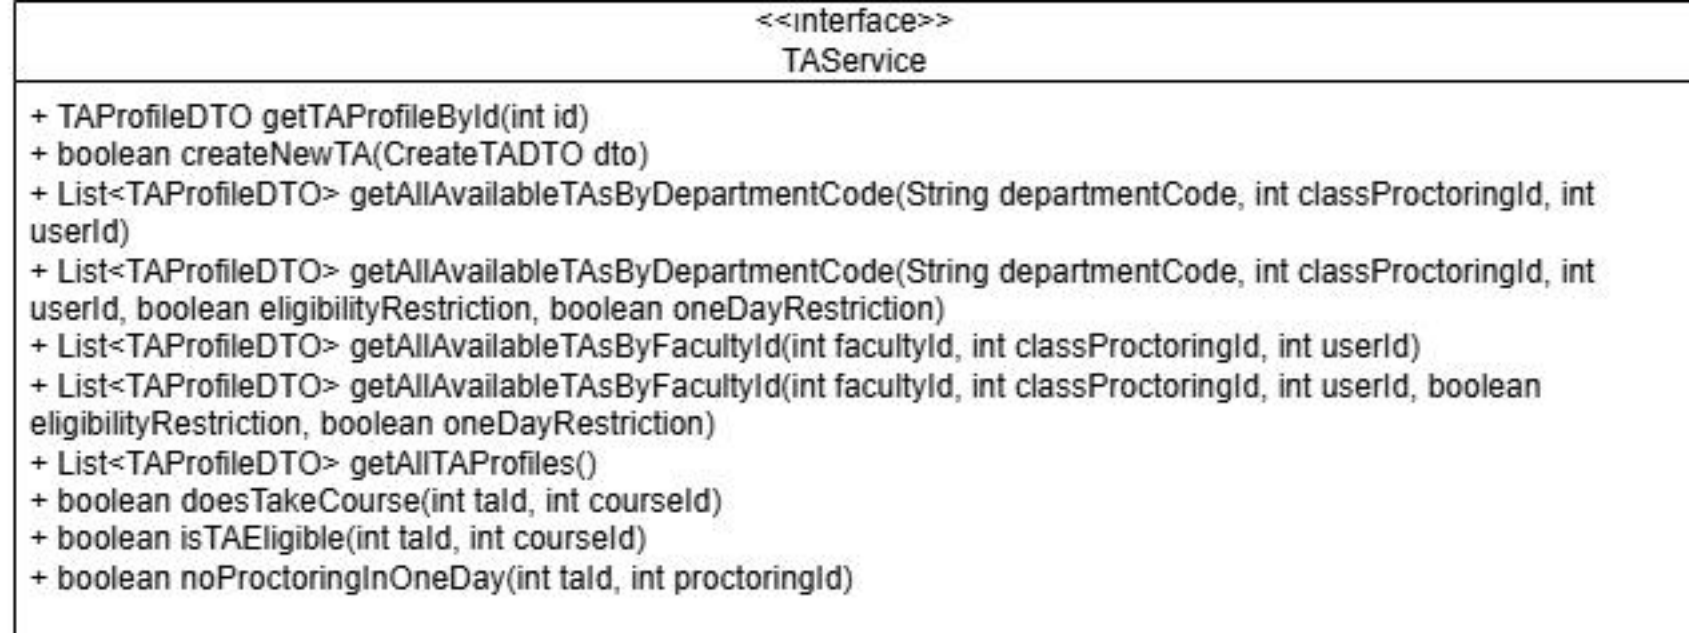 <<interface>>
TAService
+ TAProfileDTO getTAProfileById(int id)
+ boolean createNewTA(CreateTADTO dto)
+ List<TAProfileDTO> getAllAvailableTAsByDepartmentCode(String departmentCode, int classProctoringId, int
userId)
+ List<TAProfileDTO> getAllAvailableTAsByDepartmentCode(String departmentCode, int classProctoringId, int
userId, boolean eligibilityRestriction, boolean oneDayRestriction)
+ List<TAProfileDTO> getAllAvailableTAsByFacultyId(int facultyId, int classProctoringId, int userId)
+ List<TAProfileDTO> getAllAvailableTAsByFacultyId(int facultyId, int classProctoringId, int userId, boolean
eligibilityRestriction, boolean oneDayRestriction)
+ List<TAProfileDTO> getAllTAProfiles()
+ boolean doesTakeCourse(int taId, int courseId)
+ boolean isTAEligible(int taId, int courseId)
+ boolean noProctoringInOneDay(int taId, int proctoringId)